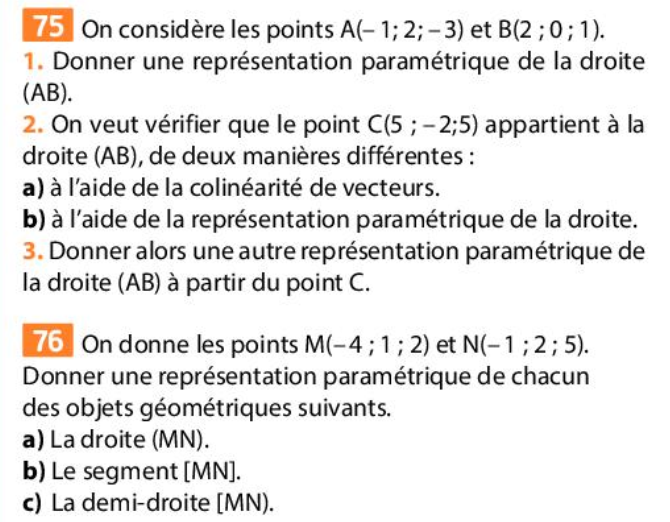 75 On considère les points A(– 1; 2; – 3) et B(2 ; 0 ; 1).
1. Donner une représentation paramétrique de la droite
(AB).
2. On veut vérifier que le point C(5 ; – 2;5) appartient à la
droite (AB), de deux manières différentes :
a) à l’aide de la colinéarité de vecteurs.
b) à l’aide de la représentation paramétrique de la droite.
3. Donner alors une autre représentation paramétrique de
la droite (AB) à partir du point C.
76 On donne les points M(– 4 ; 1 ; 2) et N(– 1 ; 2 ; 5).
Donner une représentation paramétrique de chacun
des objets géométriques suivants.
a) La droite (MN).
b) Le segment [MN].
c) La demi-droite [MN).